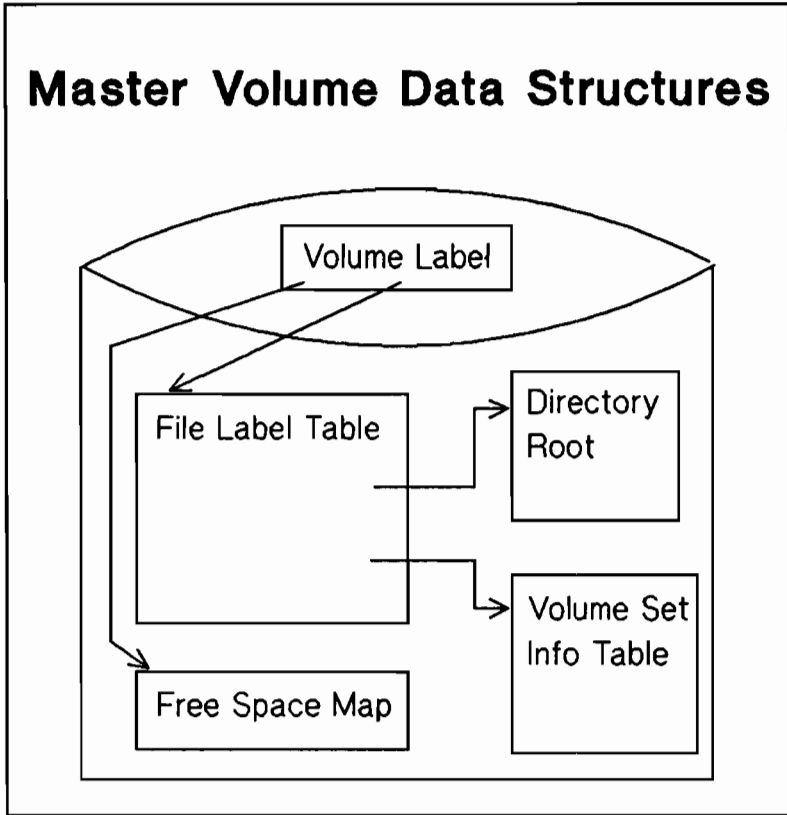 Master Volume Data Structures
Volume Label
File Label Table
Directory
Root
Volume Set
Info Table
Free Space Map